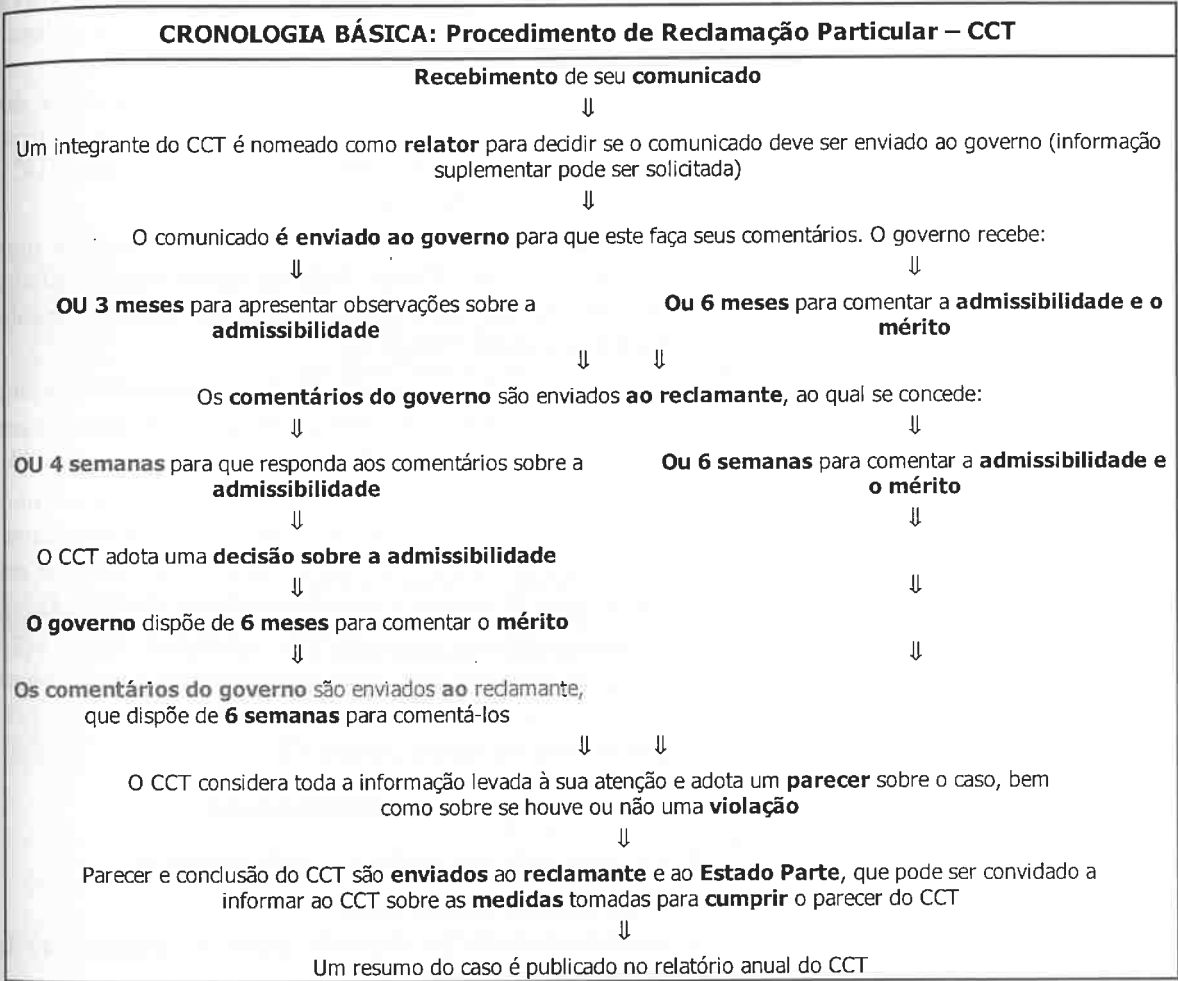 CRONOLOGIA BÁSICA: Procedimento de Reclamação Particular – CCT
Recebimento de seu comunicado
⇓
Um integrante do CCT é nomeado como relator para decidir se o comunicado deve ser enviado ao governo (informação
suplementar pode ser solicitada)
⇓
O comunicado é enviado ao governo para que este faça seus comentários. O governo recebe:
⇓ ⇓
OU 3 meses para apresentar observações sobre a
admissibilidade
Ou 6 meses para comentar a admissibilidade e o
mérito
⇓ ⇓
Os comentários do governo são enviados ao reclamante, ao qual se concede:
⇓ ⇓
OU 4 semanas para que responda aos comentários sobre a
admissibilidade
Ou 6 semanas para comentar a admissibilidade e
o mérito
⇓ ⇓
O CCT adota uma decisão sobre a admissibilidade
⇓ ⇓
O governo dispõe de 6 meses para comentar o mérito
⇓ ⇓
Os comentários do governo são enviados ao reclamante,
que dispõe de 6 semanas para comentá-los
⇓ ⇓
O CCT considera toda a informação levada à sua atenção e adota um parecer sobre o caso, bem
como sobre se houve ou não uma violação
⇓
Parecer e conclusão do CCT são enviados ao reclamante e ao Estado Parte, que pode ser convidado a
informar ao CCT sobre as medidas tomadas para cumprir o parecer do CCT
⇓
Um resumo do caso é publicado no relatório anual do CCT